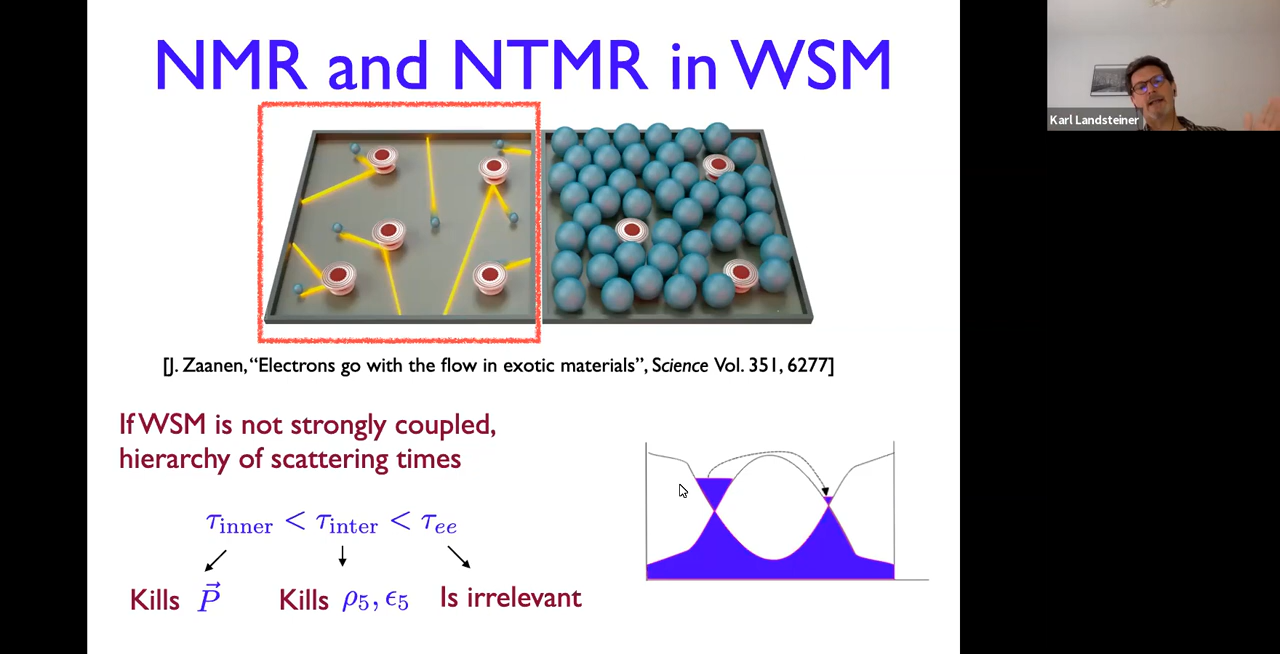 NMR and NTMR in WSM
Karl Landsteiner
[J. Zaanen, “Electrons go with the flow in exotic materials”, Science Vol. 351, 6277]
If WSM is not strongly coupled,
hierarchy of scattering times
τ_inner < τ_inter < τ_ee
Kills P⃗ Kills ρ₅, ϵ₅ Is irrelevant